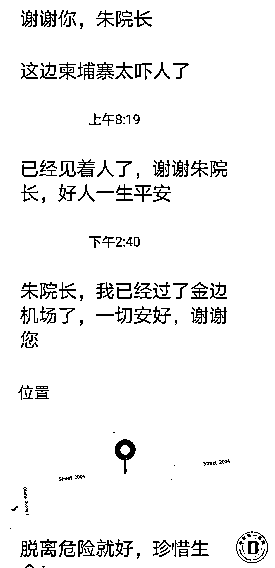 谢谢你，朱院长
这边柬埔寨太吓人了
上午8:19
已经见着人了，谢谢朱院
长，好人一生平安
下午2:40
朱院长，我已经过了金边
机场了，一切安好，谢谢
您
位置
Street 2004
Street 2004
脱离危险就好，珍惜生